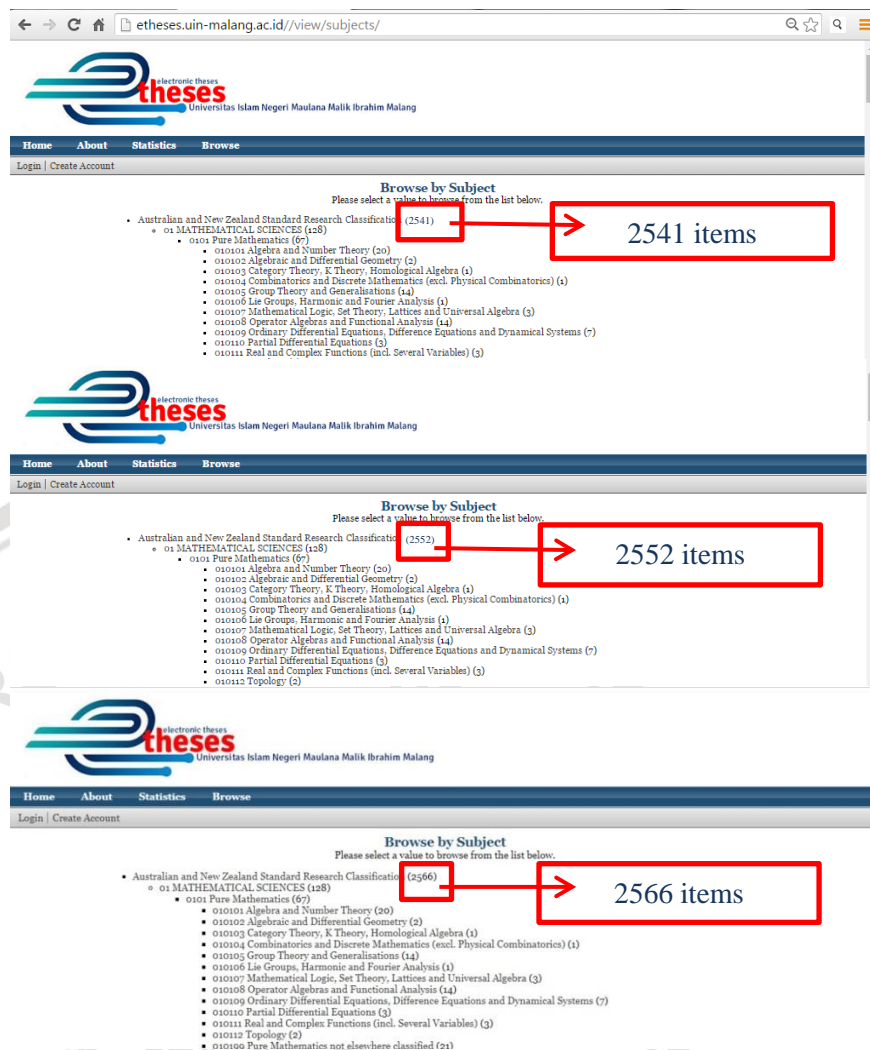 etheses.uin-malang.ac.id//view/subjects/
electronic theses
theses
Universitas Islam Negeri Maulana Malik Ibrahim Malang
Home About Statistics Browse
Login | Create Account
Browse by Subject
Please select a value to browse from the list below.
Australian and New Zealand Standard Research Classification (2541)
2541 items
01 MATHEMATICAL SCIENCES (128)
0101 Pure Mathematics (67)
010101 Algebra and Number Theory (20)
010102 Algebraic and Differential Geometry (2)
010103 Category Theory, K Theory, Homological Algebra (1)
010104 Combinatorics and Discrete Mathematics (excl. Physical Combinatorics) (1)
010105 Group Theory and Generalisations (14)
010106 Lie Groups, Harmonic and Fourier Analysis (1)
010107 Mathematical Logic, Set Theory, Lattices and Universal Algebra (3)
010108 Operator Algebras and Functional Analysis (14)
010109 Ordinary Differential Equations, Difference Equations and Dynamical Systems (7)
010110 Partial Differential Equations (3)
010111 Real and Complex Functions (incl. Several Variables) (3)
electronic theses
theses
Universitas Islam Negeri Maulana Malik Ibrahim Malang
Home About Statistics Browse
Login | Create Account
Browse by Subject
Please select a value to browse from the list below.
Australian and New Zealand Standard Research Classification (2552)
2552 items
01 MATHEMATICAL SCIENCES (128)
0101 Pure Mathematics (67)
010101 Algebra and Number Theory (20)
010102 Algebraic and Differential Geometry (2)
010103 Category Theory, K Theory, Homological Algebra (1)
010104 Combinatorics and Discrete Mathematics (excl. Physical Combinatorics) (1)
010105 Group Theory and Generalisations (14)
010106 Lie Groups, Harmonic and Fourier Analysis (1)
010107 Mathematical Logic, Set Theory, Lattices and Universal Algebra (3)
010108 Operator Algebras and Functional Analysis (14)
010109 Ordinary Differential Equations, Difference Equations and Dynamical Systems (7)
010110 Partial Differential Equations (3)
010111 Real and Complex Functions (incl. Several Variables) (3)
010112 Topology (2)
electronic theses
theses
Universitas Islam Negeri Maulana Malik Ibrahim Malang
Home About Statistics Browse
Login | Create Account
Browse by Subject
Please select a value to browse from the list below.
Australian and New Zealand Standard Research Classification (2566)
2566 items
01 MATHEMATICAL SCIENCES (128)
0101 Pure Mathematics (67)
010101 Algebra and Number Theory (20)
010102 Algebraic and Differential Geometry (2)
010103 Category Theory, K Theory, Homological Algebra (1)
010104 Combinatorics and Discrete Mathematics (excl. Physical Combinatorics) (1)
010105 Group Theory and Generalisations (14)
010106 Lie Groups, Harmonic and Fourier Analysis (1)
010107 Mathematical Logic, Set Theory, Lattices and Universal Algebra (3)
010108 Operator Algebras and Functional Analysis (14)
010109 Ordinary Differential Equations, Difference Equations and Dynamical Systems (7)
010110 Partial Differential Equations (3)
010111 Real and Complex Functions (incl. Several Variables) (3)
010112 Topology (2)
010199 Pure Mathematics not elsewhere classified (21)